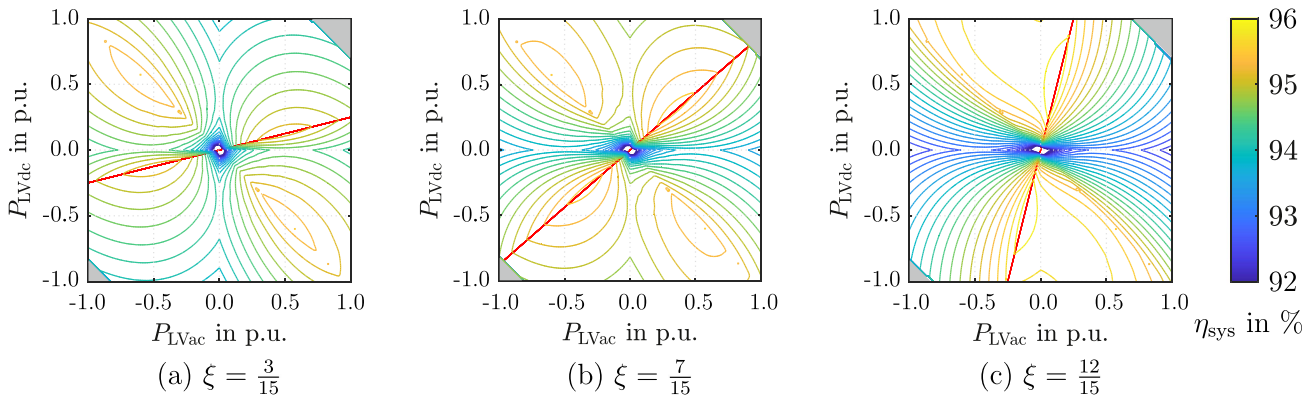 1.0
0.5
0.0
-0.5
-1.0
-1.0 -0.5 0.0 0.5 1.0
P_LVdc in p.u.
P_LVac in p.u.
(a) ξ = 3/15
1.0
0.5
0.0
-0.5
-1.0
-1.0 -0.5 0.0 0.5 1.0
P_LVdc in p.u.
P_LVac in p.u.
(b) ξ = 7/15
1.0
0.5
0.0
-0.5
-1.0
-1.0 -0.5 0.0 0.5 1.0
P_LVdc in p.u.
P_LVac in p.u.
(c) ξ = 12/15
96
95
94
93
92
η_sys in %